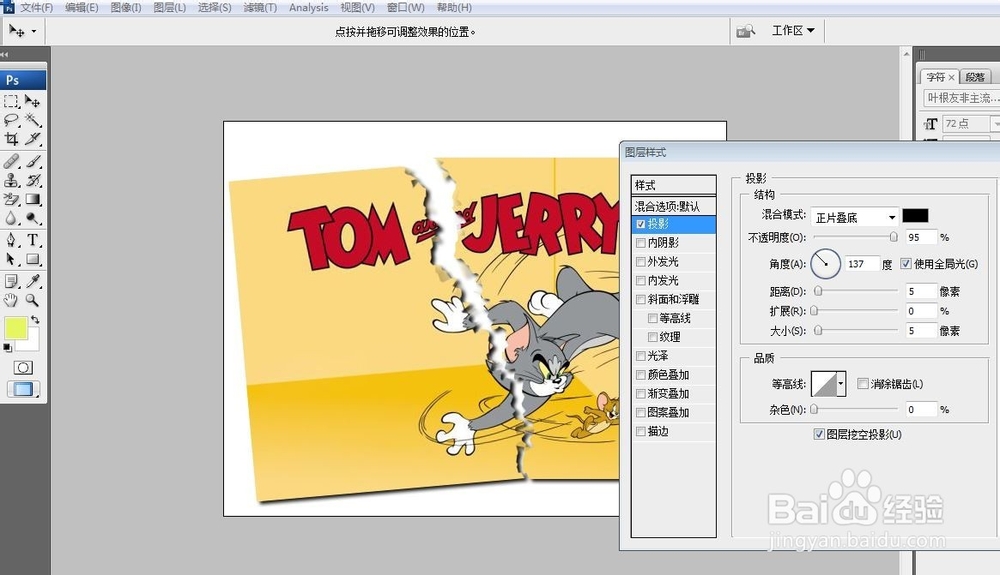 文件(F) 编辑(E) 图像(I) 图层(L) 选择(S) 滤镜(T) Analysis 视图(V) 窗口(W) 帮助(H)
点按并拖移可调整效果的位置。
工作区
Ps
字符 × 段落
叶根友非主流...
T 72 点
TOM and JERRY
图层样式
样式
混合选项:默认
投影
内阴影
外发光
内发光
斜面和浮雕
等高线
纹理
光泽
颜色叠加
渐变叠加
图案叠加
描边
投影
结构
混合模式: 正片叠底
不透明度(O): 95 %
角度(A): 137 度 使用全局光(G)
距离(D): 5 像素
扩展(R): 0 %
大小(S): 5 像素
品质
等高线: 消除锯齿(L)
杂色(N): 0 %
图层挖空投影(U)
Baidu经验
jingyan.baidu.com